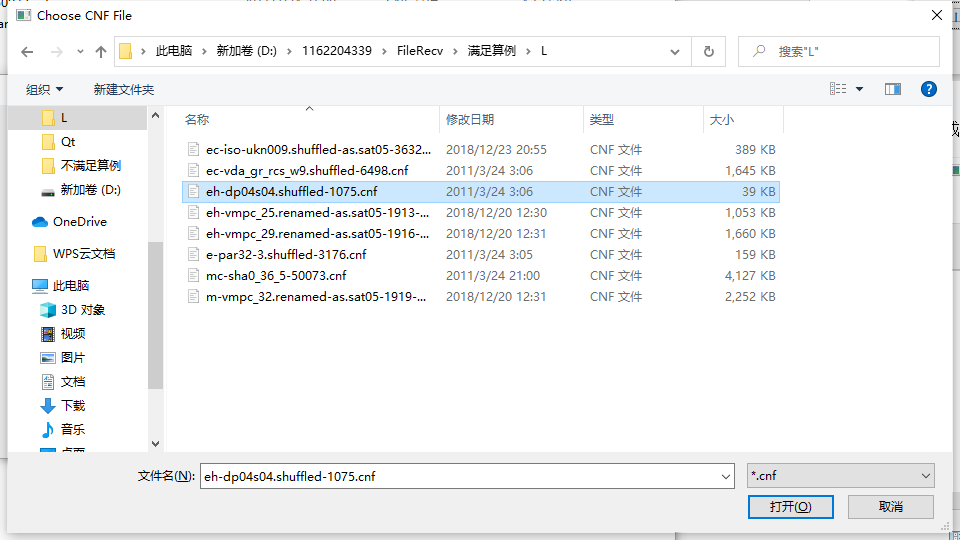 Choose CNF File
此电脑 > 新加卷 (D:) > 1162204339 > FileRecv > 满足算例 > L
搜索"L"
组织 新建文件夹
L
Qt
不满足算例
新加卷 (D:)
OneDrive
WPS云文档
此电脑
3D 对象
视频
图片
文档
下载
音乐
名称 修改日期 类型 大小
ec-iso-ukn009.shuffled-as.sat05-3632... 2018/12/23 20:55 CNF 文件 389 KB
ec-vda_gr_rcs_w9.shuffled-6498.cnf 2011/3/24 3:06 CNF 文件 1,645 KB
eh-dp04s04.shuffled-1075.cnf 2011/3/24 3:06 CNF 文件 39 KB
eh-vmpc_25.renamed-as.sat05-1913-... 2018/12/20 12:30 CNF 文件 1,053 KB
eh-vmpc_29.renamed-as.sat05-1916-... 2018/12/20 12:31 CNF 文件 1,660 KB
e-par32-3.shuffled-3176.cnf 2011/3/24 3:05 CNF 文件 159 KB
mc-sha0_36_5-50073.cnf 2011/3/24 21:00 CNF 文件 4,127 KB
m-vmpc_32.renamed-as.sat05-1919-... 2018/12/20 12:31 CNF 文件 2,252 KB
文件名(N): eh-dp04s04.shuffled-1075.cnf *.cnf
打开(O) 取消